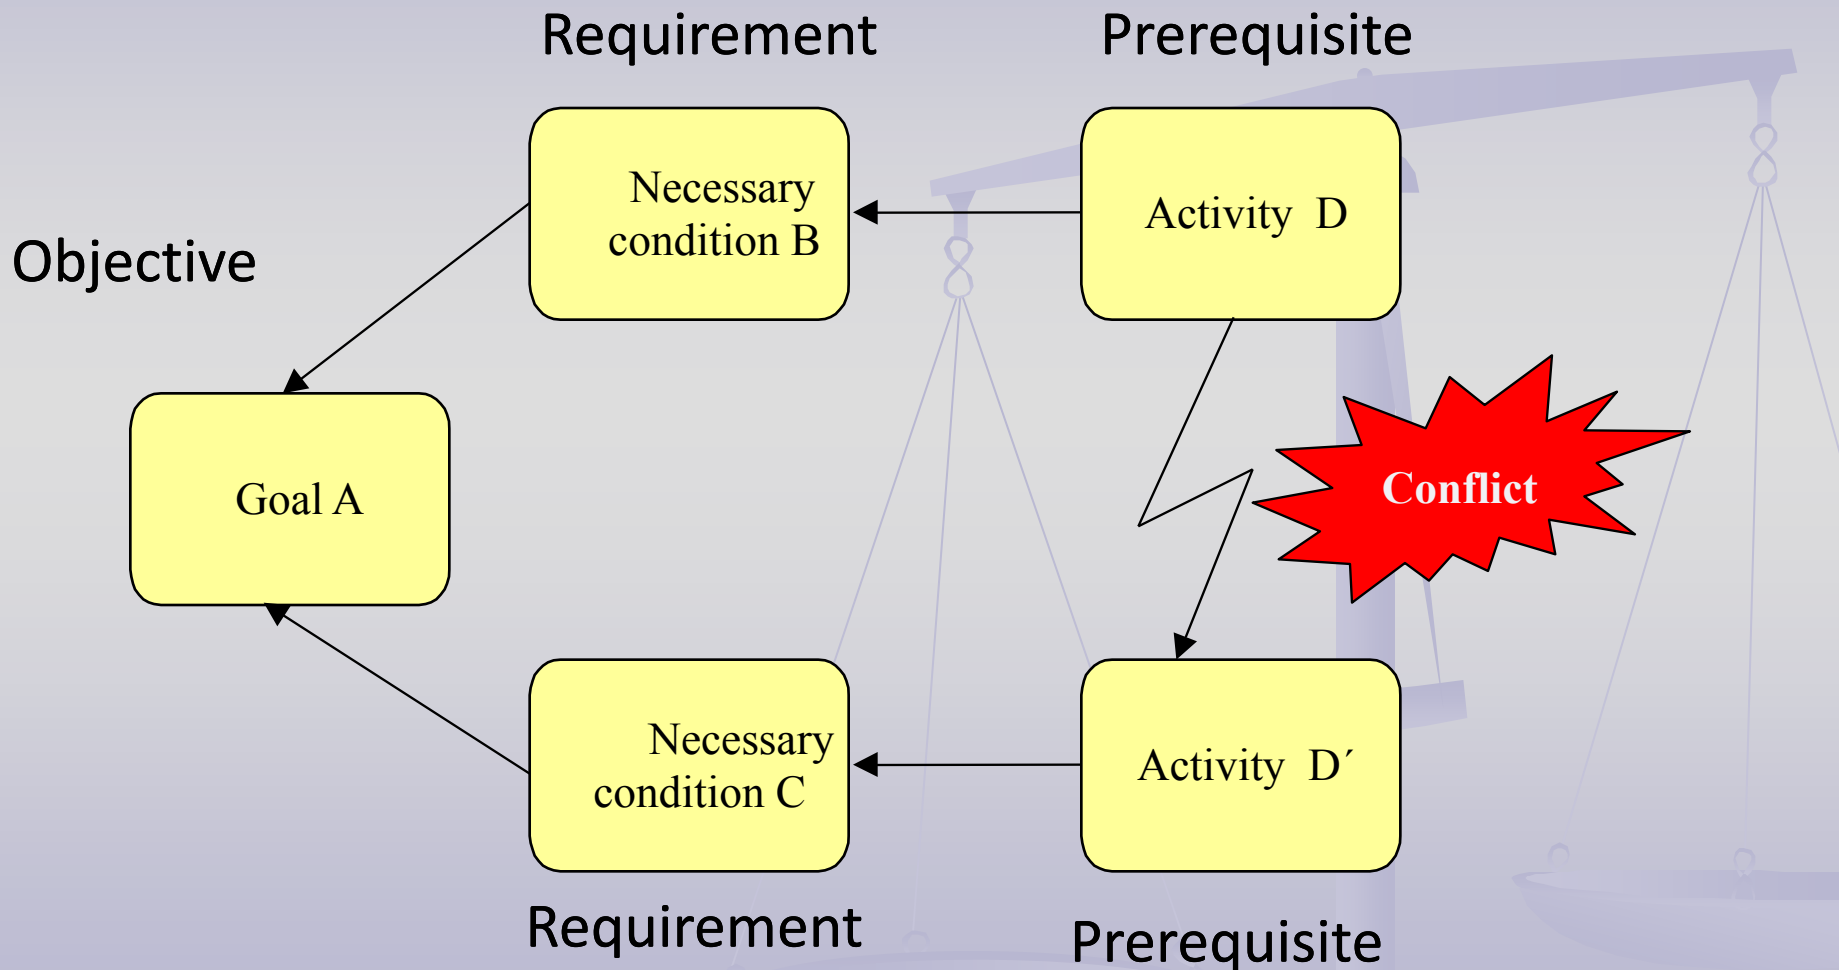 Requirement
Prerequisite
Necessary
condition B
Activity D
Objective
Goal A
Conflict
Necessary
condition C
Activity D´
Requirement
Prerequisite